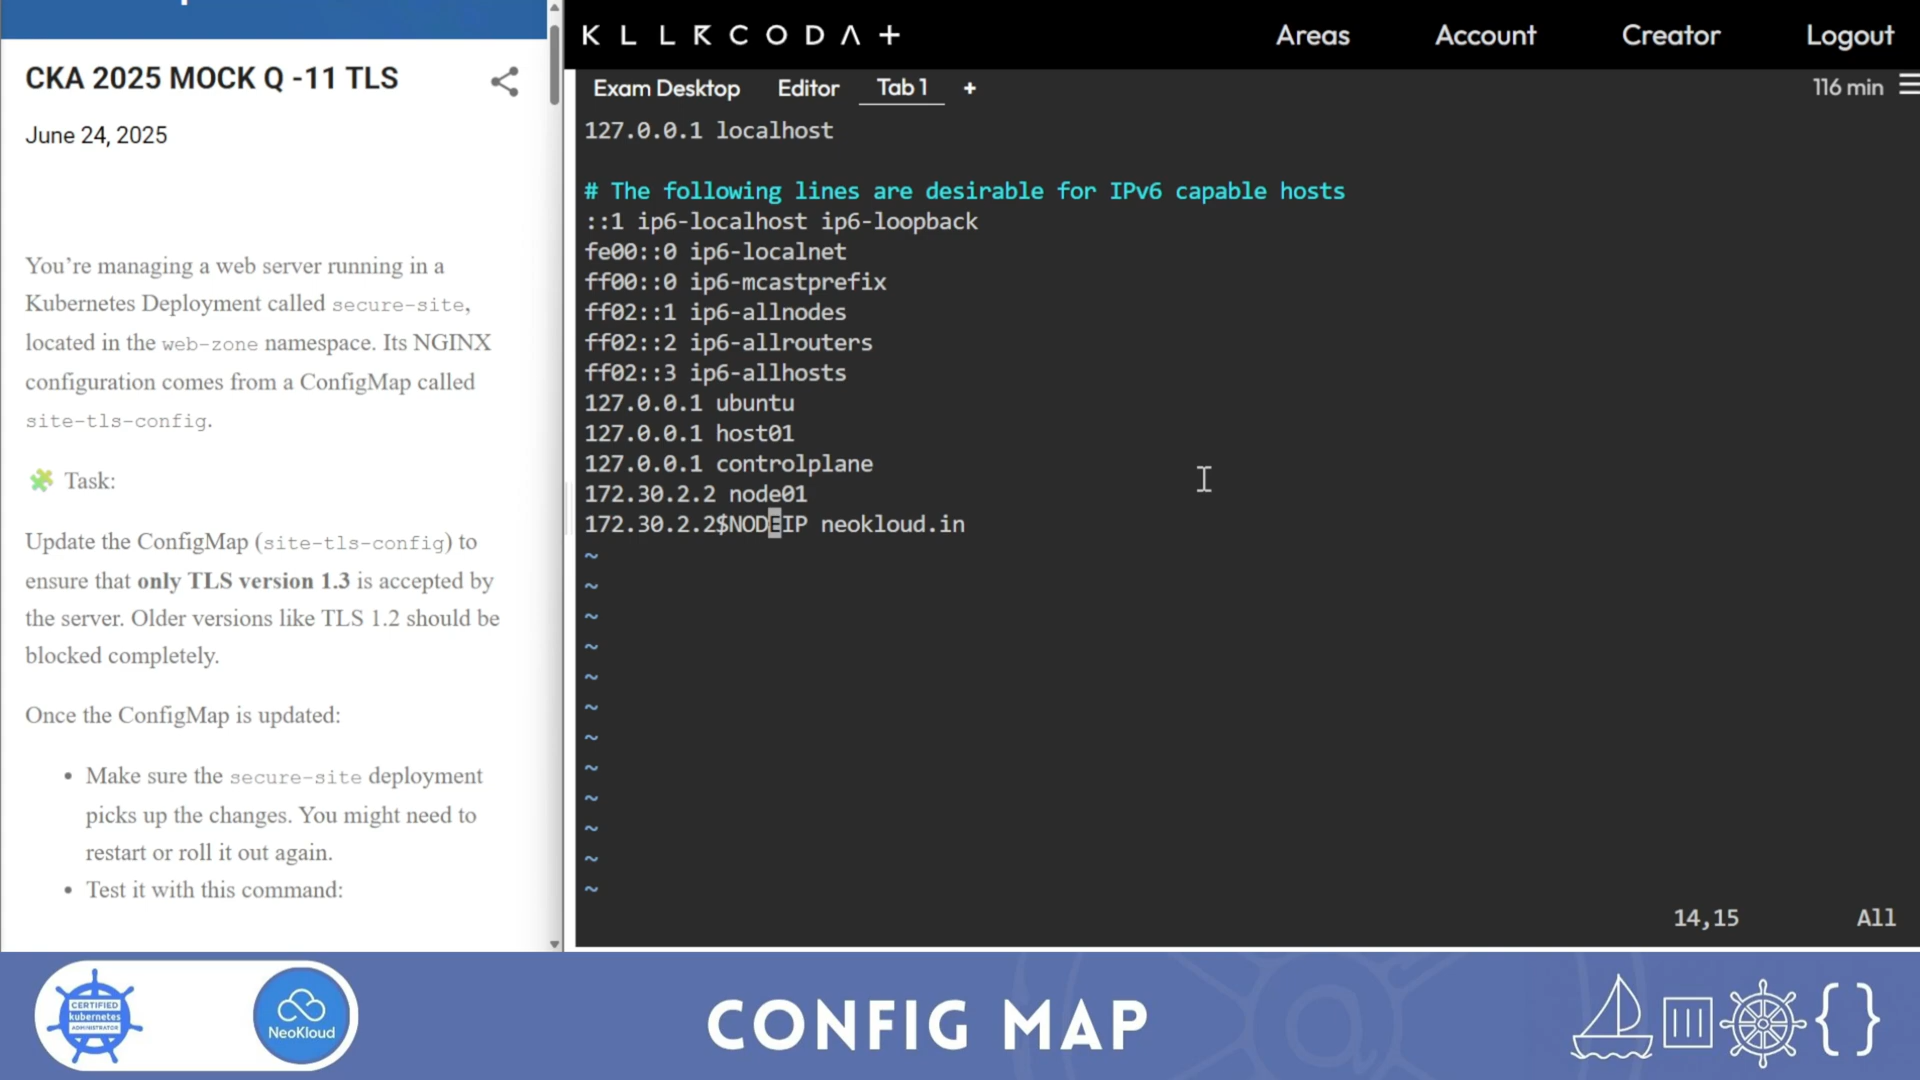 CKA 2025 MOCK Q -11 TLS
June 24, 2025
You’re managing a web server running in a
Kubernetes Deployment called secure-site,
located in the web-zone namespace. Its NGINX
configuration comes from a ConfigMap called
site-tls-config.
Task:
Update the ConfigMap (site-tls-config) to
ensure that only TLS version 1.3 is accepted by
the server. Older versions like TLS 1.2 should be
blocked completely.
Once the ConfigMap is updated:
• Make sure the secure-site deployment
picks up the changes. You might need to
restart or roll it out again.
• Test it with this command:
KLLRCODA+
Areas
Account
Creator
Logout
Exam Desktop
Editor
Tab 1
+
116 min
127.0.0.1 localhost
# The following lines are desirable for IPv6 capable hosts
::1 ip6-localhost ip6-loopback
fe00::0 ip6-localnet
ff00::0 ip6-mcastprefix
ff02::1 ip6-allnodes
ff02::2 ip6-allrouters
ff02::3 ip6-allhosts
127.0.0.1 ubuntu
127.0.0.1 host01
127.0.0.1 controlplane
172.30.2.2 node01
172.30.2.2$NODEIP neokloud.in
~
~
~
~
~
~
~
~
~
~
~
~
14,15
All
CERTIFIED
kubernetes
ADMINISTRATOR
NeoKloud
CONFIG MAP